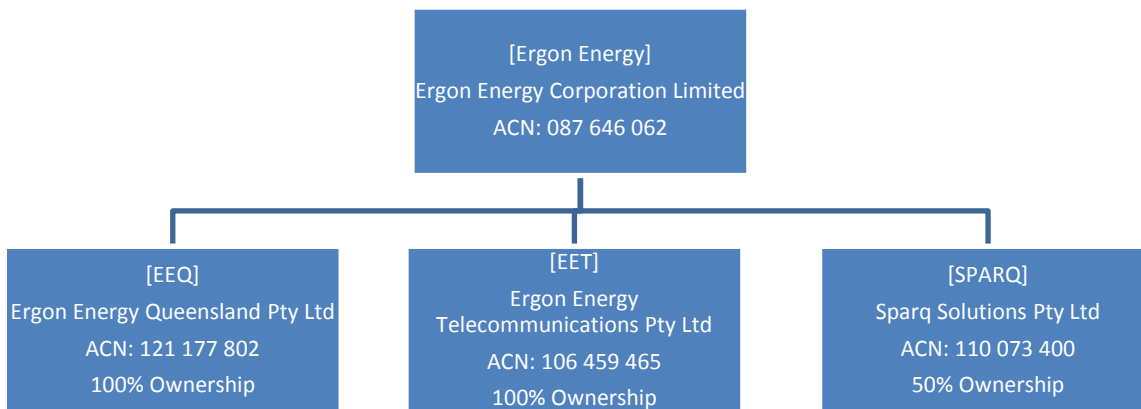 [Ergon Energy]
Ergon Energy Corporation Limited
ACN: 087 646 062
[EEQ]
Ergon Energy Queensland Pty Ltd
ACN: 121 177 802
100% Ownership
[EET]
Ergon Energy
Telecommunications Pty Ltd
ACN: 106 459 465
100% Ownership
[SPARQ]
Sparq Solutions Pty Ltd
ACN: 110 073 400
50% Ownership